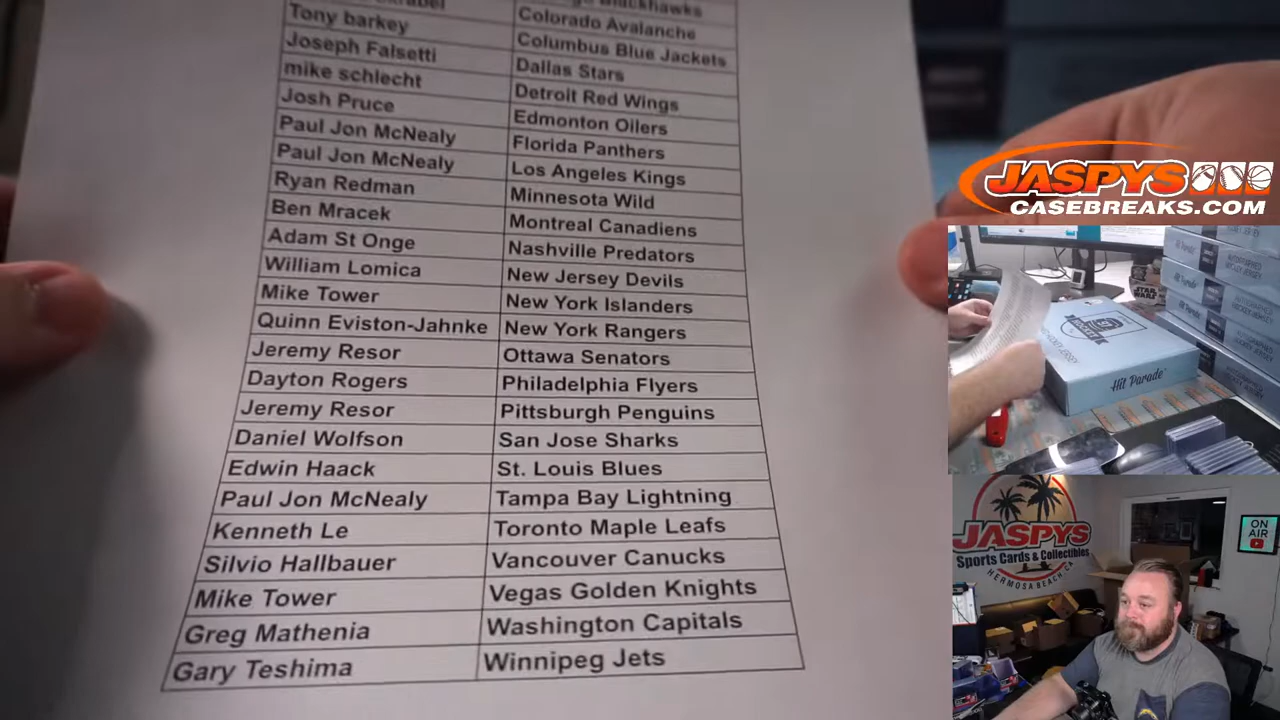 Blackhawks
Tony barkey Colorado Avalanche
Joseph Falsetti Columbus Blue Jackets
mike schlecht Dallas Stars
Josh Pruce Detroit Red Wings
Paul Jon McNealy Edmonton Oilers
Paul Jon McNealy Florida Panthers
Ryan Redman Los Angeles Kings
Ben Mracek Minnesota Wild
Adam St Onge Montreal Canadiens
William Lomica Nashville Predators
Mike Tower New Jersey Devils
Quinn Eviston-Jahnke New York Islanders
Jeremy Resor New York Rangers
Dayton Rogers Ottawa Senators
Jeremy Resor Philadelphia Flyers
Daniel Wolfson Pittsburgh Penguins
Edwin Haack San Jose Sharks
Paul Jon McNealy St. Louis Blues
Kenneth Le Tampa Bay Lightning
Silvio Hallbauer Toronto Maple Leafs
Mike Tower Vancouver Canucks
Greg Mathenia Vegas Golden Knights
Gary Teshima Washington Capitals
Winnipeg Jets
JASPYS
CASEBREAKS.COM
STAR
WARS
Hit Parade
JASPYS
Sports Cards & Collectibles
HERMOSA BEACH CA
ON
AIR